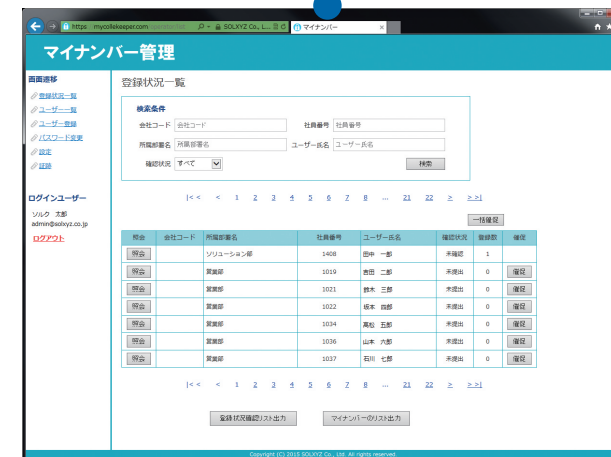 https://mycollekeeper.com
SOLXYZ Co., L...
マイナンバー
マイナンバー管理
画面遷移
登録状況一覧
ユーザー一覧
ユーザー登録
パスワード変更
設定
証跡
ログインユーザー
ソルク 太郎
admin@solxyz.co.jp
ログアウト
登録状況一覧
検索条件
会社コード 会社コード 社員番号 社員番号
所属部署名 所属部署名 ユーザー氏名 ユーザー氏名
確認状況 すべて 検索
|<< < 1 2 3 4 5 6 7 8 ... 21 22 > >>|
一括催促
照会 会社コード 所属部署名 社員番号 ユーザー氏名 確認状況 登録数 催促
照会 ソリューション部 1408 田中 一郎 未確認 1
照会 営業部 1019 吉田 二郎 未提出 0 催促
照会 営業部 1021 鈴木 三郎 未提出 0 催促
照会 営業部 1022 坂本 四郎 未提出 0 催促
照会 営業部 1034 高松 五郎 未提出 0 催促
照会 営業部 1036 山本 六郎 未提出 0 催促
照会 営業部 1037 石川 七郎 未提出 0 催促
|<< < 1 2 3 4 5 6 7 8 ... 21 22 > >>|
登録状況確認リスト出力 マイナンバーのリスト出力
Copyright (C) 2015 SOLXYZ Co., Ltd. All rights reserved.